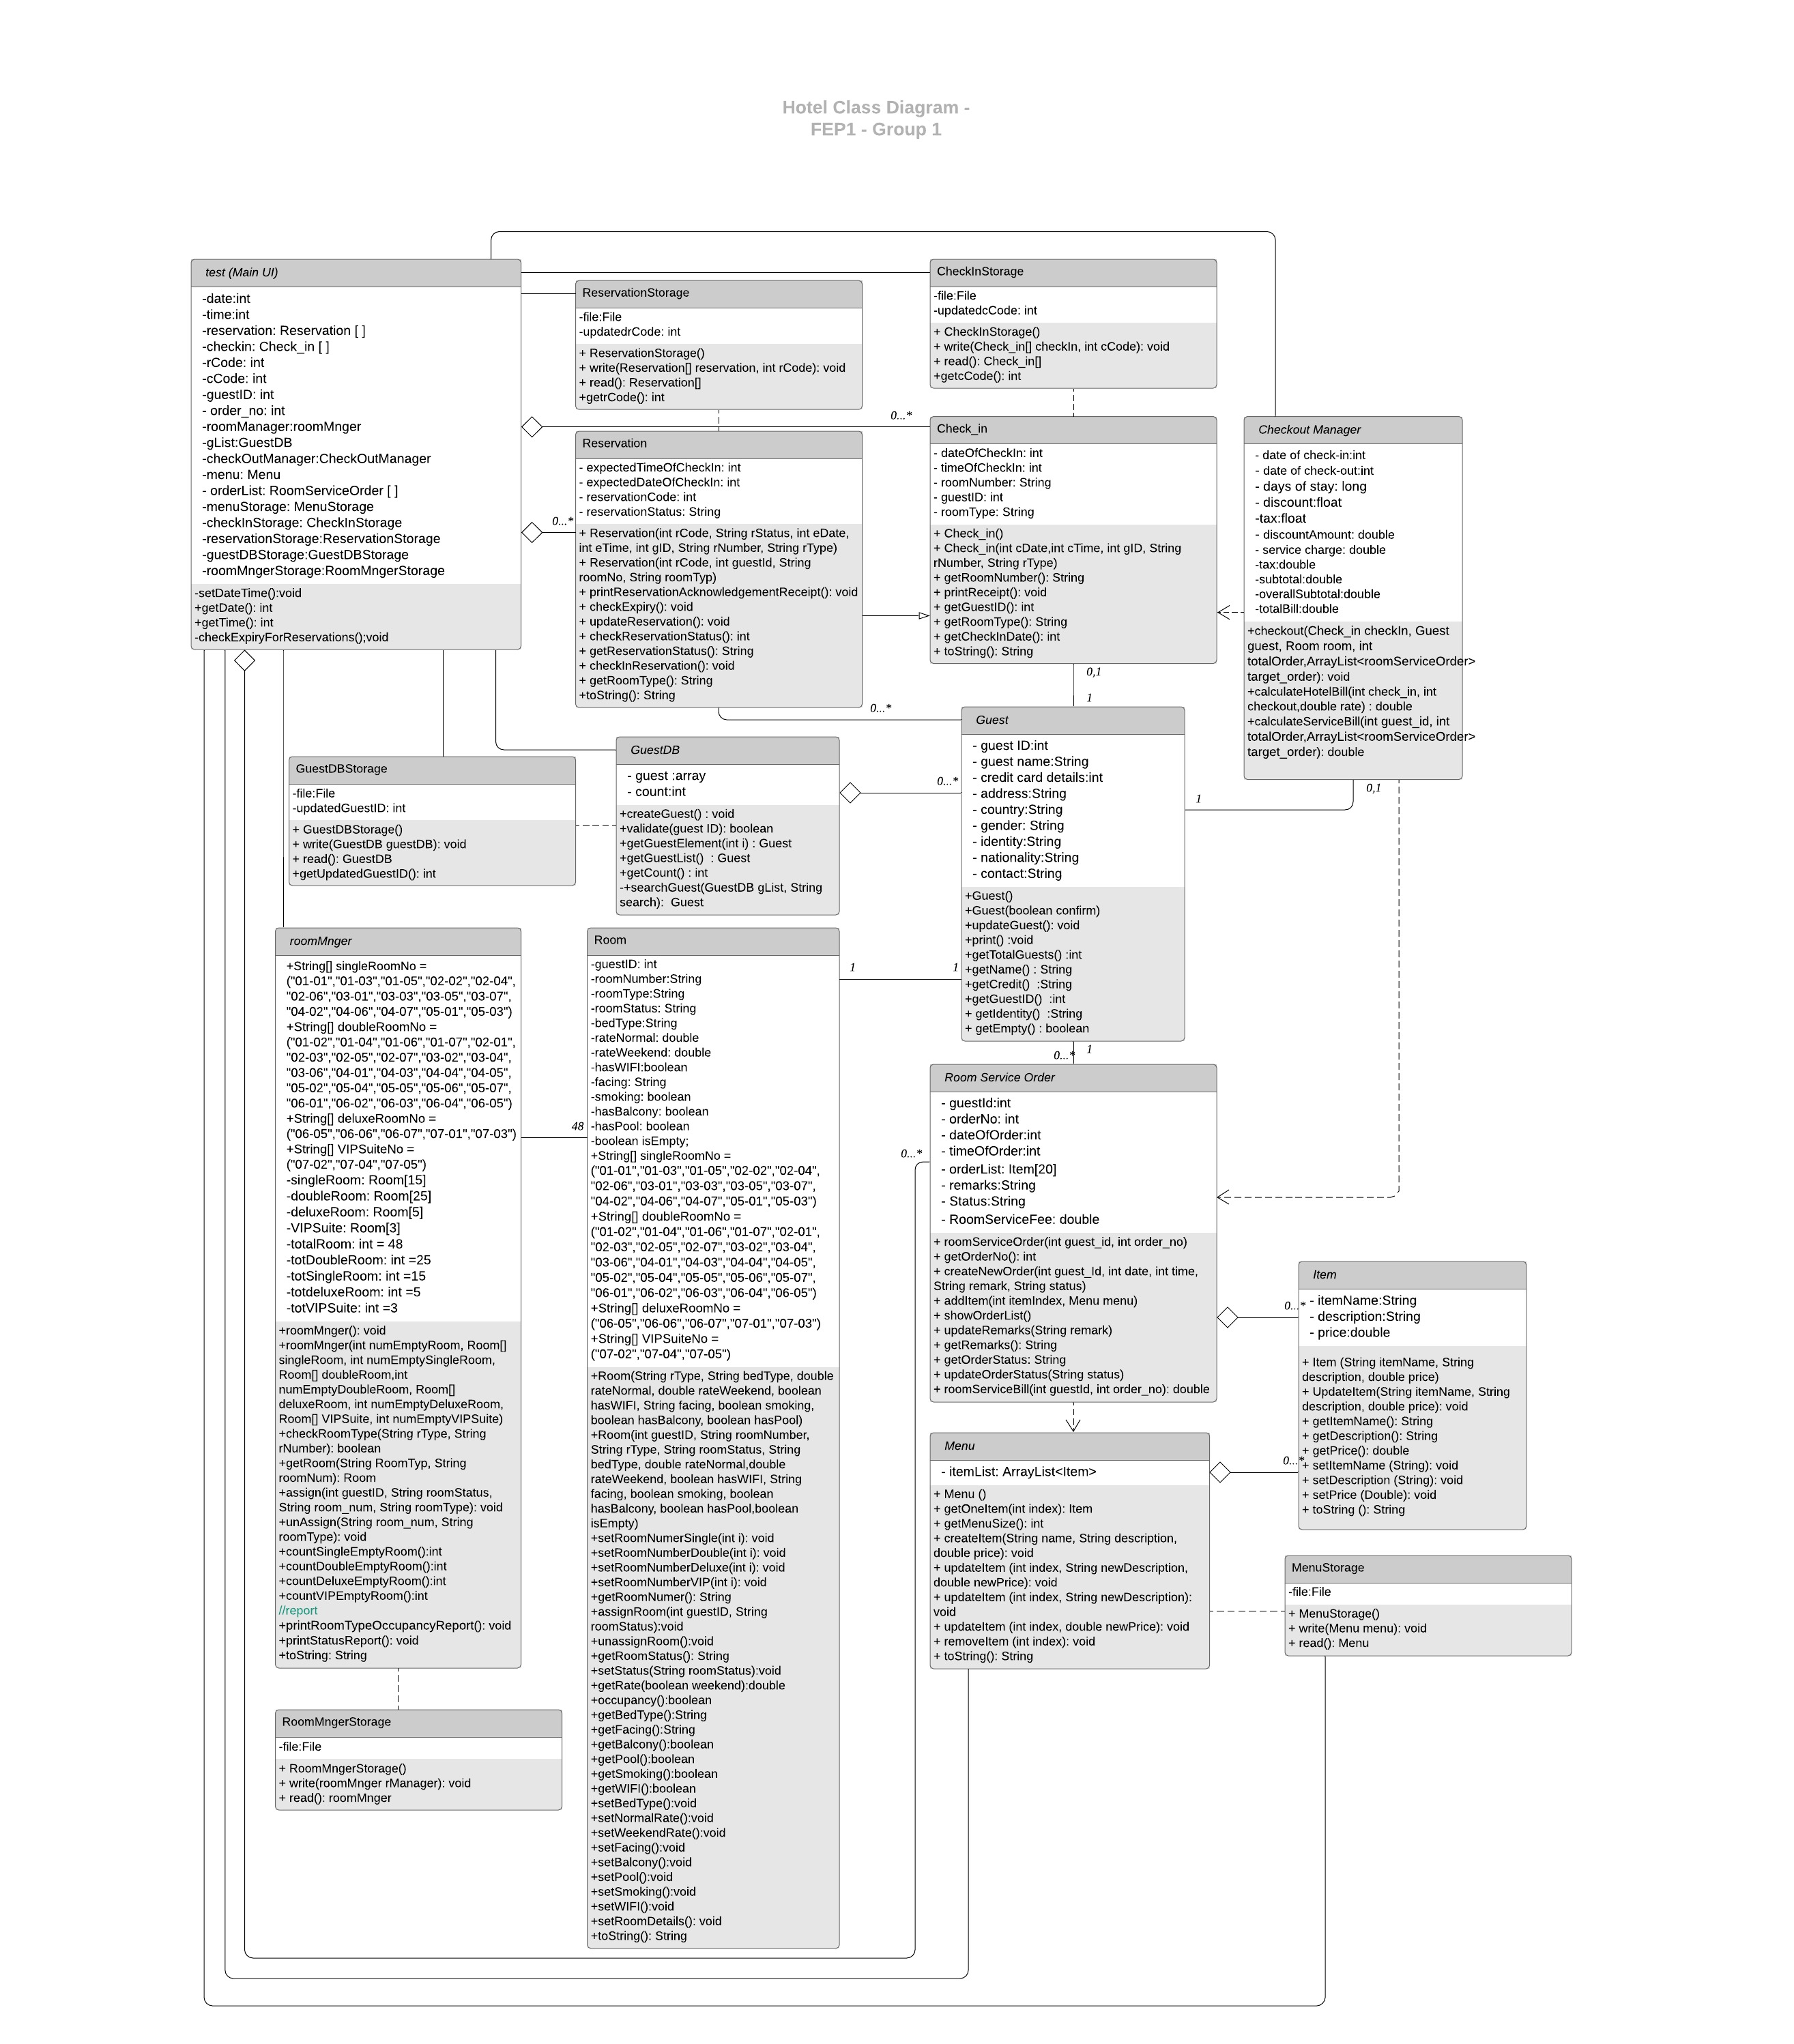 Hotel Class Diagram -
FEP1 - Group 1
test (Main UI)
-date:int
-time:int
-reservation: Reservation [ ]
-checkin: Check_in [ ]
-rCode: int
-cCode: int
-guestID: int
- order_no: int
-roomManager:roomMnger
-gList:GuestDB
-checkOutManager:CheckOutManager
-menu: Menu
- orderList: RoomServiceOrder [ ]
-menuStorage: MenuStorage
-checkInStorage: CheckInStorage
-reservationStorage:ReservationStorage
-guestDBStorage:GuestDBStorage
-roomMngerStorage:RoomMngerStorage
-setDateTime():void
+getDate(): int
+getTime(): int
-checkExpiryForReservations();void
ReservationStorage
-file:File
-updatedrCode: int
+ ReservationStorage()
+ write(Reservation[] reservation, int rCode): void
+ read(): Reservation[]
+getrCode(): int
CheckInStorage
-file:File
-updatedcCode: int
+ CheckInStorage()
+ write(Check_in[] checkIn, int cCode): void
+ read(): Check_in[]
+getcCode(): int
0...*
0...*
Reservation
- expectedTimeOfCheckIn: int
- expectedDateOfCheckIn: int
- reservationCode: int
- reservationStatus: String
+ Reservation(int rCode, String rStatus, int eDate,
int eTime, int gID, String rNumber, String rType)
+ Reservation(int rCode, int guestId, String
roomNo, String roomTyp)
+ printReservationAcknowledgementReceipt(): void
+ checkExpiry(): void
+ updateReservation(): void
+ checkReservationStatus(): int
+ getReservationStatus(): String
+ checkInReservation(): void
+ getRoomType(): String
+toString(): String
Check_in
- dateOfCheckIn: int
- timeOfCheckIn: int
- roomNumber: String
- guestID: int
- roomType: String
+ Check_in()
+ Check_in(int cDate,int cTime, int gID, String
rNumber, String rType)
+ getRoomNumber(): String
+ printReceipt(): void
+ getGuestID(): int
+ getRoomType(): String
+ getCheckInDate(): int
+ toString(): String
Checkout Manager
- date of check-in:int
- date of check-out:int
- days of stay: long
- discount:float
-tax:float
- discountAmount: double
- service charge: double
-tax:double
-subtotal:double
-overallSubtotal:double
-totalBill:double
+checkout(Check_in checkIn, Guest
guest, Room room, int
totalOrder,ArrayList<roomServiceOrder>
target_order): void
+calculateHotelBill(int check_in, int
checkout,double rate) : double
+calculateServiceBill(int guest_id, int
totalOrder,ArrayList<roomServiceOrder>
target_order): double
0,1
1
0...*
0,1
1
GuestDBStorage
-file:File
-updatedGuestID: int
+ GuestDBStorage()
+ write(GuestDB guestDB): void
+ read(): GuestDB
+getUpdatedGuestID(): int
GuestDB
- guest :array
- count:int
+createGuest() : void
+validate(guest ID): boolean
+getGuestElement(int i) : Guest
+getGuestList()  : Guest
+getCount() : int
-+searchGuest(GuestDB gList, String
search):  Guest
0...*
Guest
- guest ID:int
- guest name:String
- credit card details:int
- address:String
- country:String
- gender: String
- identity:String
- nationality:String
- contact:String
+Guest()
+Guest(boolean confirm)
+updateGuest(): void
+print() :void
+getTotalGuests() :int
+getName() : String
+getCredit()  :String
+getGuestID()  :int
+ getIdentity()  :String
+ getEmpty() : boolean
1
1
1
0...*
roomMnger
+String[] singleRoomNo =
("01-01","01-03","01-05","02-02","02-04",
"02-06","03-01","03-03","03-05","03-07",
"04-02","04-06","04-07","05-01","05-03")
+String[] doubleRoomNo =
("01-02","01-04","01-06","01-07","02-01",
"02-03","02-05","02-07","03-02","03-04",
"03-06","04-01","04-03","04-04","04-05",
"05-02","05-04","05-05","05-06","05-07",
"06-01","06-02","06-03","06-04","06-05")
+String[] deluxeRoomNo =
("06-05","06-06","06-07","07-01","07-03")
+String[] VIPSuiteNo =
("07-02","07-04","07-05")
-singleRoom: Room[15]
-doubleRoom: Room[25]
-deluxeRoom: Room[5]
-VIPSuite: Room[3]
-totalRoom: int = 48
-totDoubleRoom: int =25
-totSingleRoom: int =15
-totdeluxeRoom: int =5
-totVIPSuite: int =3
+roomMnger(): void
+roomMnger(int numEmptyRoom, Room[]
singleRoom, int numEmptySingleRoom,
Room[] doubleRoom,int
numEmptyDoubleRoom, Room[]
deluxeRoom, int numEmptyDeluxeRoom,
Room[] VIPSuite, int numEmptyVIPSuite)
+checkRoomType(String rType, String
rNumber): boolean
+getRoom(String RoomTyp, String
roomNum): Room
+assign(int guestID, String roomStatus,
String room_num, String roomType): void
+unAssign(String room_num, String
roomType): void
+countSingleEmptyRoom():int
+countDoubleEmptyRoom():int
+countDeluxeEmptyRoom():int
+countVIPEmptyRoom():int
//report
+printRoomTypeOccupancyReport(): void
+printStatusReport(): void
+toString: String
48
Room
-guestID: int
-roomNumber:String
-roomType:String
-roomStatus: String
-bedType:String
-rateNormal: double
-rateWeekend: double
-hasWIFI:boolean
-facing: String
-smoking: boolean
-hasBalcony: boolean
-hasPool: boolean
-boolean isEmpty;
+String[] singleRoomNo =
("01-01","01-03","01-05","02-02","02-04",
"02-06","03-01","03-03","03-05","03-07",
"04-02","04-06","04-07","05-01","05-03")
+String[] doubleRoomNo =
("01-02","01-04","01-06","01-07","02-01",
"02-03","02-05","02-07","03-02","03-04",
"03-06","04-01","04-03","04-04","04-05",
"05-02","05-04","05-05","05-06","05-07",
"06-01","06-02","06-03","06-04","06-05")
+String[] deluxeRoomNo =
("06-05","06-06","06-07","07-01","07-03")
+String[] VIPSuiteNo =
("07-02","07-04","07-05")
+Room(String rType, String bedType, double
rateNormal, double rateWeekend, boolean
hasWIFI, String facing, boolean smoking,
boolean hasBalcony, boolean hasPool)
+Room(int guestID, String roomNumber,
String rType, String roomStatus, String
bedType, double rateNormal,double
rateWeekend, boolean hasWIFI, String
facing, boolean smoking, boolean
hasBalcony, boolean hasPool,boolean
isEmpty)
+setRoomNumerSingle(int i): void
+setRoomNumberDouble(int i): void
+setRoomNumberDeluxe(int i): void
+setRoomNumberVIP(int i): void
+getRoomNumer(): String
+assignRoom(int guestID, String
roomStatus):void
+unassignRoom():void
+getRoomStatus(): String
+setStatus(String roomStatus):void
+getRate(boolean weekend):double
+occupancy():boolean
+getBedType():String
+getFacing():String
+getBalcony():boolean
+getPool():boolean
+getSmoking():boolean
+getWIFI():boolean
+setBedType():void
+setNormalRate():void
+setWeekendRate():void
+setFacing():void
+setBalcony():void
+setPool():void
+setSmoking():void
+setWIFI():void
+setRoomDetails(): void
+toString(): String
0...*
Room Service Order
- guestId:int
- orderNo: int
- dateOfOrder:int
- timeOfOrder:int
- orderList: Item[20]
- remarks:String
- Status:String
- RoomServiceFee: double
+ roomServiceOrder(int guest_id, int order_no)
+ getOrderNo(): int
+ createNewOrder(int guest_Id, int date, int time,
String remark, String status)
+ addItem(int itemIndex, Menu menu)
+ showOrderList()
+ updateRemarks(String remark)
+ getRemarks(): String
+ getOrderStatus: String
+ updateOrderStatus(String status)
+ roomServiceBill(int guestId, int order_no): double
Item
0...*
- itemName:String
- description:String
- price:double
+ Item (String itemName, String
description, double price)
+ UpdateItem(String itemName, String
description, double price): void
+ getItemName(): String
+ getDescription(): String
+ getPrice(): double
0...*
+ setItemName (String): void
+ setDescription (String): void
+ setPrice (Double): void
+ toString (): String
Menu
- itemList: ArrayList<Item>
+ Menu ()
+ getOneItem(int index): Item
+ getMenuSize(): int
+ createItem(String name, String description,
double price): void
+ updateItem (int index, String newDescription,
double newPrice): void
+ updateItem (int index, String newDescription):
void
+ updateItem (int index, double newPrice): void
+ removeItem (int index): void
+ toString(): String
MenuStorage
-file:File
+ MenuStorage()
+ write(Menu menu): void
+ read(): Menu
RoomMngerStorage
-file:File
+ RoomMngerStorage()
+ write(roomMnger rManager): void
+ read(): roomMnger